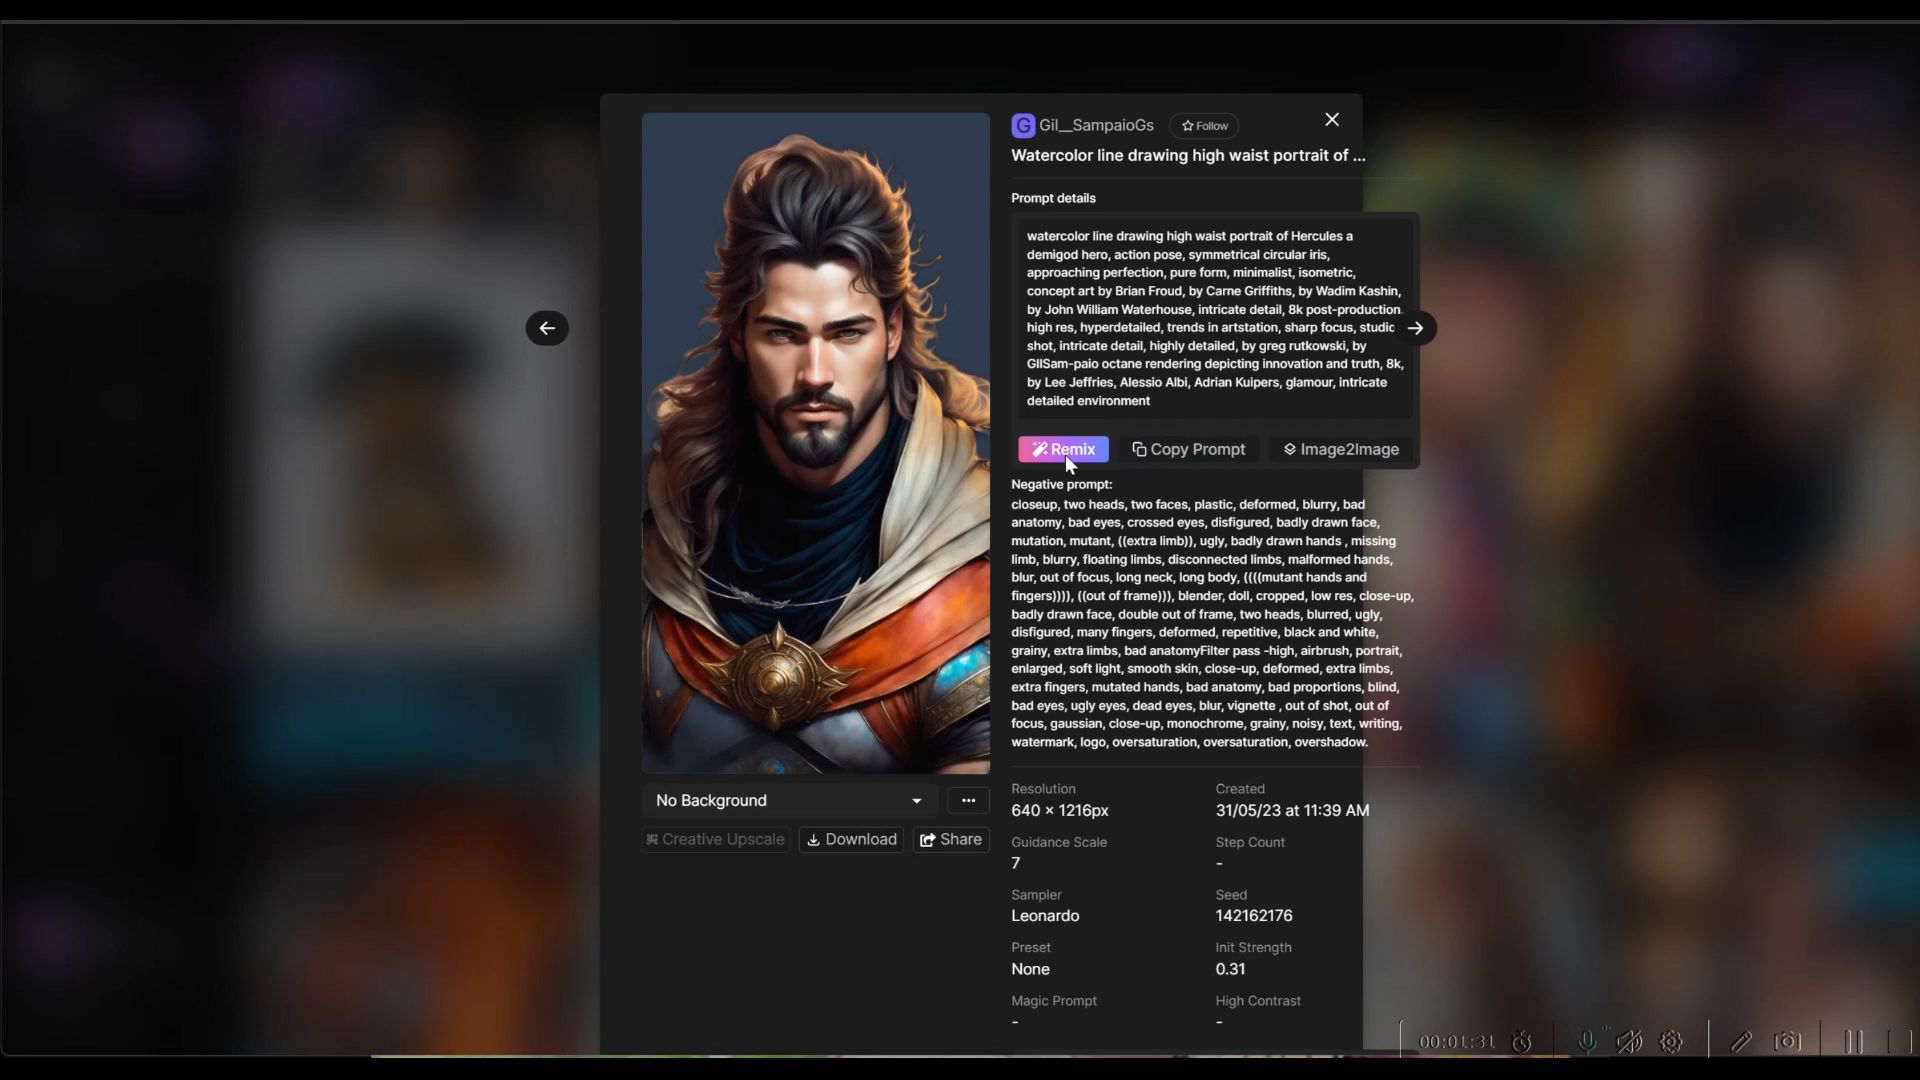 G Gil__SampaioGs
Follow
Watercolor line drawing high waist portrait of ...
Prompt details
watercolor line drawing high waist portrait of Hercules a
demigod hero, action pose, symmetrical circular iris,
approaching perfection, pure form, minimalist, isometric,
concept art by Brian Froud, by Carne Griffiths, by Wadim Kashin,
by John William Waterhouse, intricate detail, 8k post-production,
high res, hyperdetailed, trends in artstation, sharp focus, studio
shot, intricate detail, highly detailed, by greg rutkowski, by
GIlSam-paio octane rendering depicting innovation and truth, 8k,
by Lee Jeffries, Alessio Albi, Adrian Kuipers, glamour, intricate
detailed environment
Remix
Copy Prompt
Image2Image
Negative prompt:
closeup, two heads, two faces, plastic, deformed, blurry, bad
anatomy, bad eyes, crossed eyes, disfigured, badly drawn face,
mutation, mutant, ((extra limb)), ugly, badly drawn hands , missing
limb, blurry, floating limbs, disconnected limbs, malformed hands,
blur, out of focus, long neck, long body, ((((mutant hands and
fingers)))), ((out of frame))), blender, doll, cropped, low res, close-up,
badly drawn face, double out of frame, two heads, blurred, ugly,
disfigured, many fingers, deformed, repetitive, black and white,
grainy, extra limbs, bad anatomyFilter pass -high, airbrush, portrait,
enlarged, soft light, smooth skin, close-up, deformed, extra limbs,
extra fingers, mutated hands, bad anatomy, bad proportions, blind,
bad eyes, ugly eyes, dead eyes, blur, vignette , out of shot, out of
focus, gaussian, close-up, monochrome, grainy, noisy, text, writing,
watermark, logo, oversaturation, oversaturation, overshadow.
No Background
Creative Upscale
Download
Share
Resolution
640 × 1216px
Created
31/05/23 at 11:39 AM
Guidance Scale
7
Step Count
-
Sampler
Leonardo
Seed
142162176
Preset
None
Init Strength
0.31
Magic Prompt
-
High Contrast
-
00:01:31